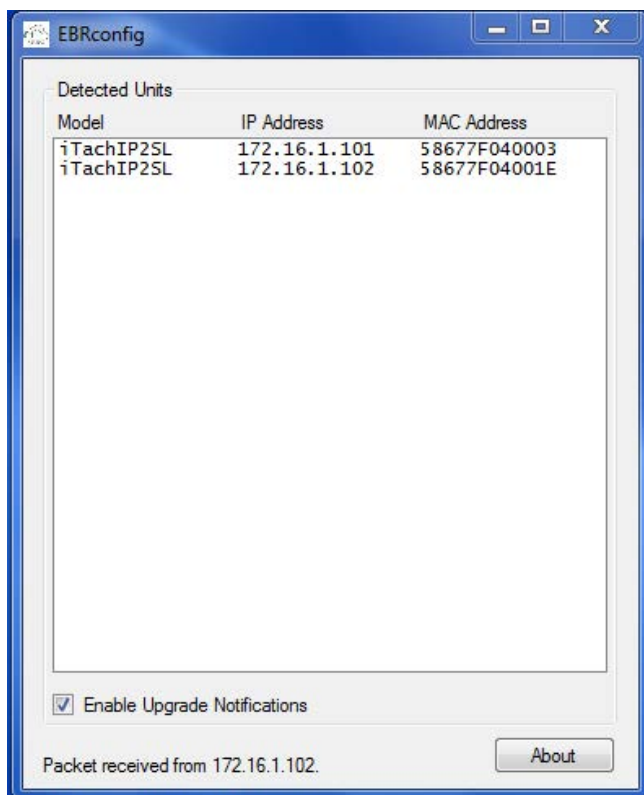 EBRconfig
Detected Units
Model IP Address MAC Address
iTachIP2SL 172.16.1.101 58677F040003
iTachIP2SL 172.16.1.102 58677F04001E
Enable Upgrade Notifications
Packet received from 172.16.1.102.
About